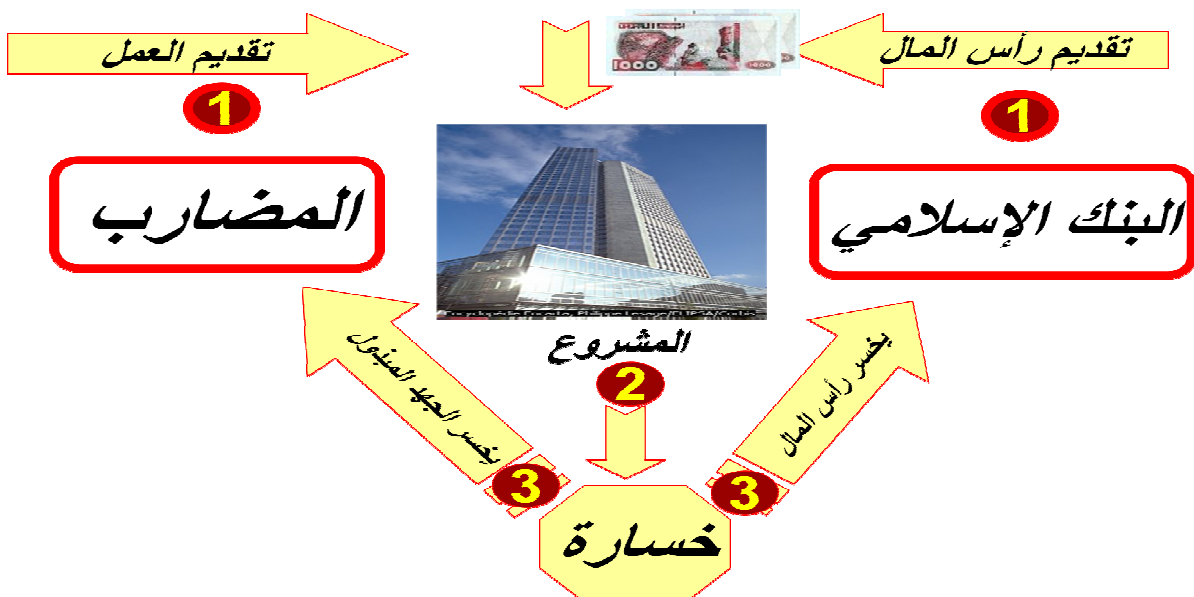 تقديم رأس المال
تقديم العمل
1000
1
1
البنك الإسلامي
المضارب
المشروع
2
يخسر رأس المال
يخسر الجهد المبذول
3
3
خسارة